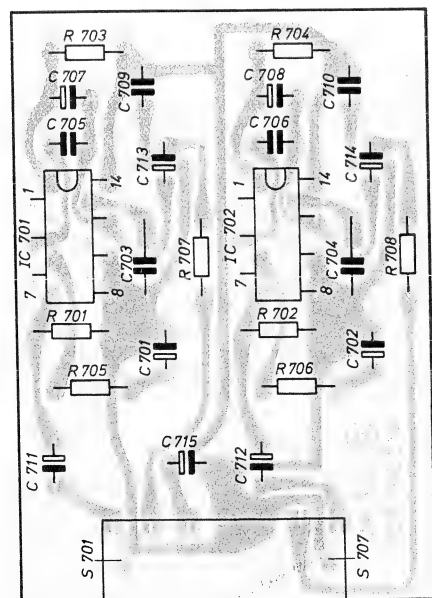 R 703
R 704
C 707
C 709
C 708
C 710
C 705
C 706
C 713
C 714
1
14
1
14
IC 701
IC 702
C 703
R 707
C 704
R 708
7
8
7
8
R 701
R 702
C 701
C 702
R 705
R 706
C 711
C 715
C 712
S 701
S 707